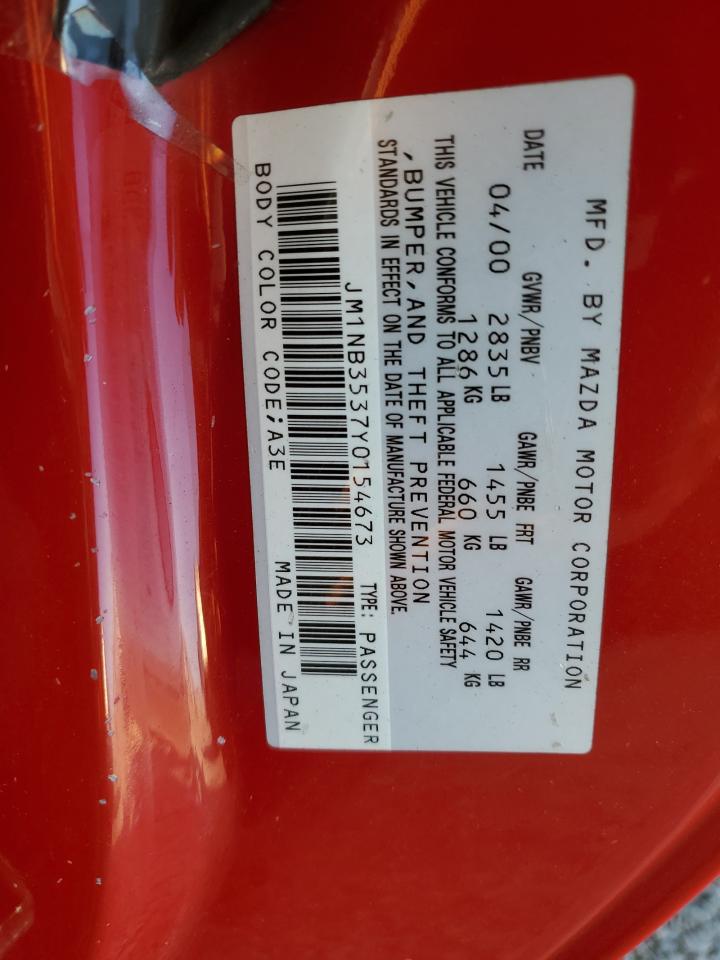 MFD. BY MAZDA MOTOR CORPORATION
DATE GVWR/PNBV GAWR/PNBE FRT GAWR/PNBE RR
04/00 2835 LB 1455 LB 1420 LB
1286 KG 660 KG 644 KG
THIS VEHICLE CONFORMS TO ALL APPLICABLE FEDERAL MOTOR VEHICLE SAFETY
, BUMPER, AND THEFT PREVENTION
STANDARDS IN EFFECT ON THE DATE OF MANUFACTURE SHOWN ABOVE.
JM1NB3537Y0154673 TYPE: PASSENGER
BODY COLOR CODE;A3E MADE IN JAPAN